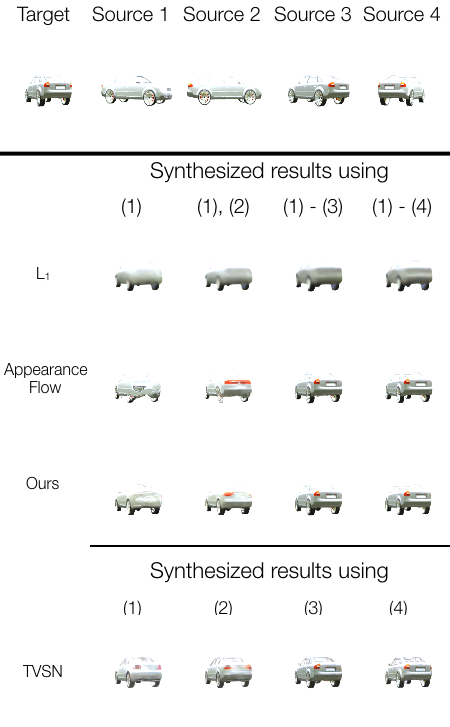 Target Source 1 Source 2 Source 3 Source 4
Synthesized results using
(1) (1), (2) (1) - (3) (1) - (4)
L1
Appearance
Flow
Ours
Synthesized results using
(1) (2) (3) (4)
TVSN